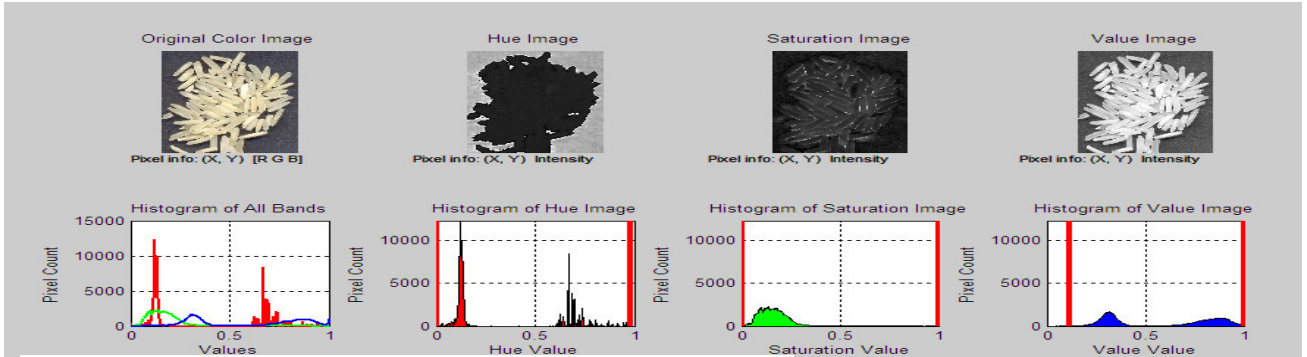 Original Color Image
Hue Image
Saturation Image
Value Image
Pixel info: (X, Y) [R G B]
Pixel info: (X, Y) Intensity
Pixel info: (X, Y) Intensity
Pixel info: (X, Y) Intensity
Histogram of All Bands
15000
10000
5000
0
Pixel Count
0 0.5 1
Values
Histogram of Hue Image
10000
5000
0
Pixel Count
0 0.5 1
Hue Value
Histogram of Saturation Image
10000
5000
0
Pixel Count
0 0.5 1
Saturation Value
Histogram of Value Image
10000
5000
0
Pixel Count
0 0.5 1
Value Value